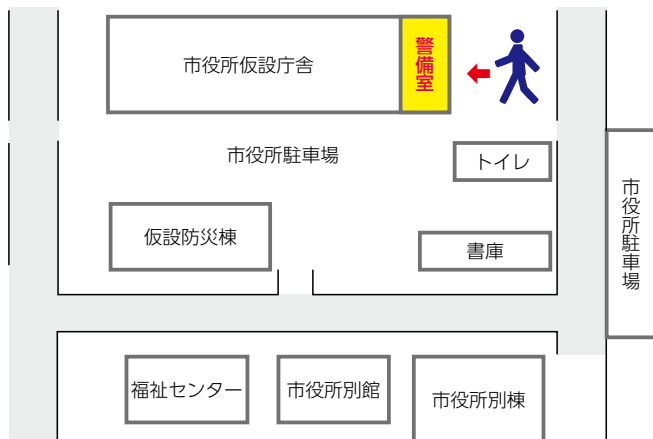 市役所仮設庁舎
警備室
市役所駐車場
トイレ
市役所駐車場
仮設防災棟
書庫
福祉センター
市役所別館
市役所別棟